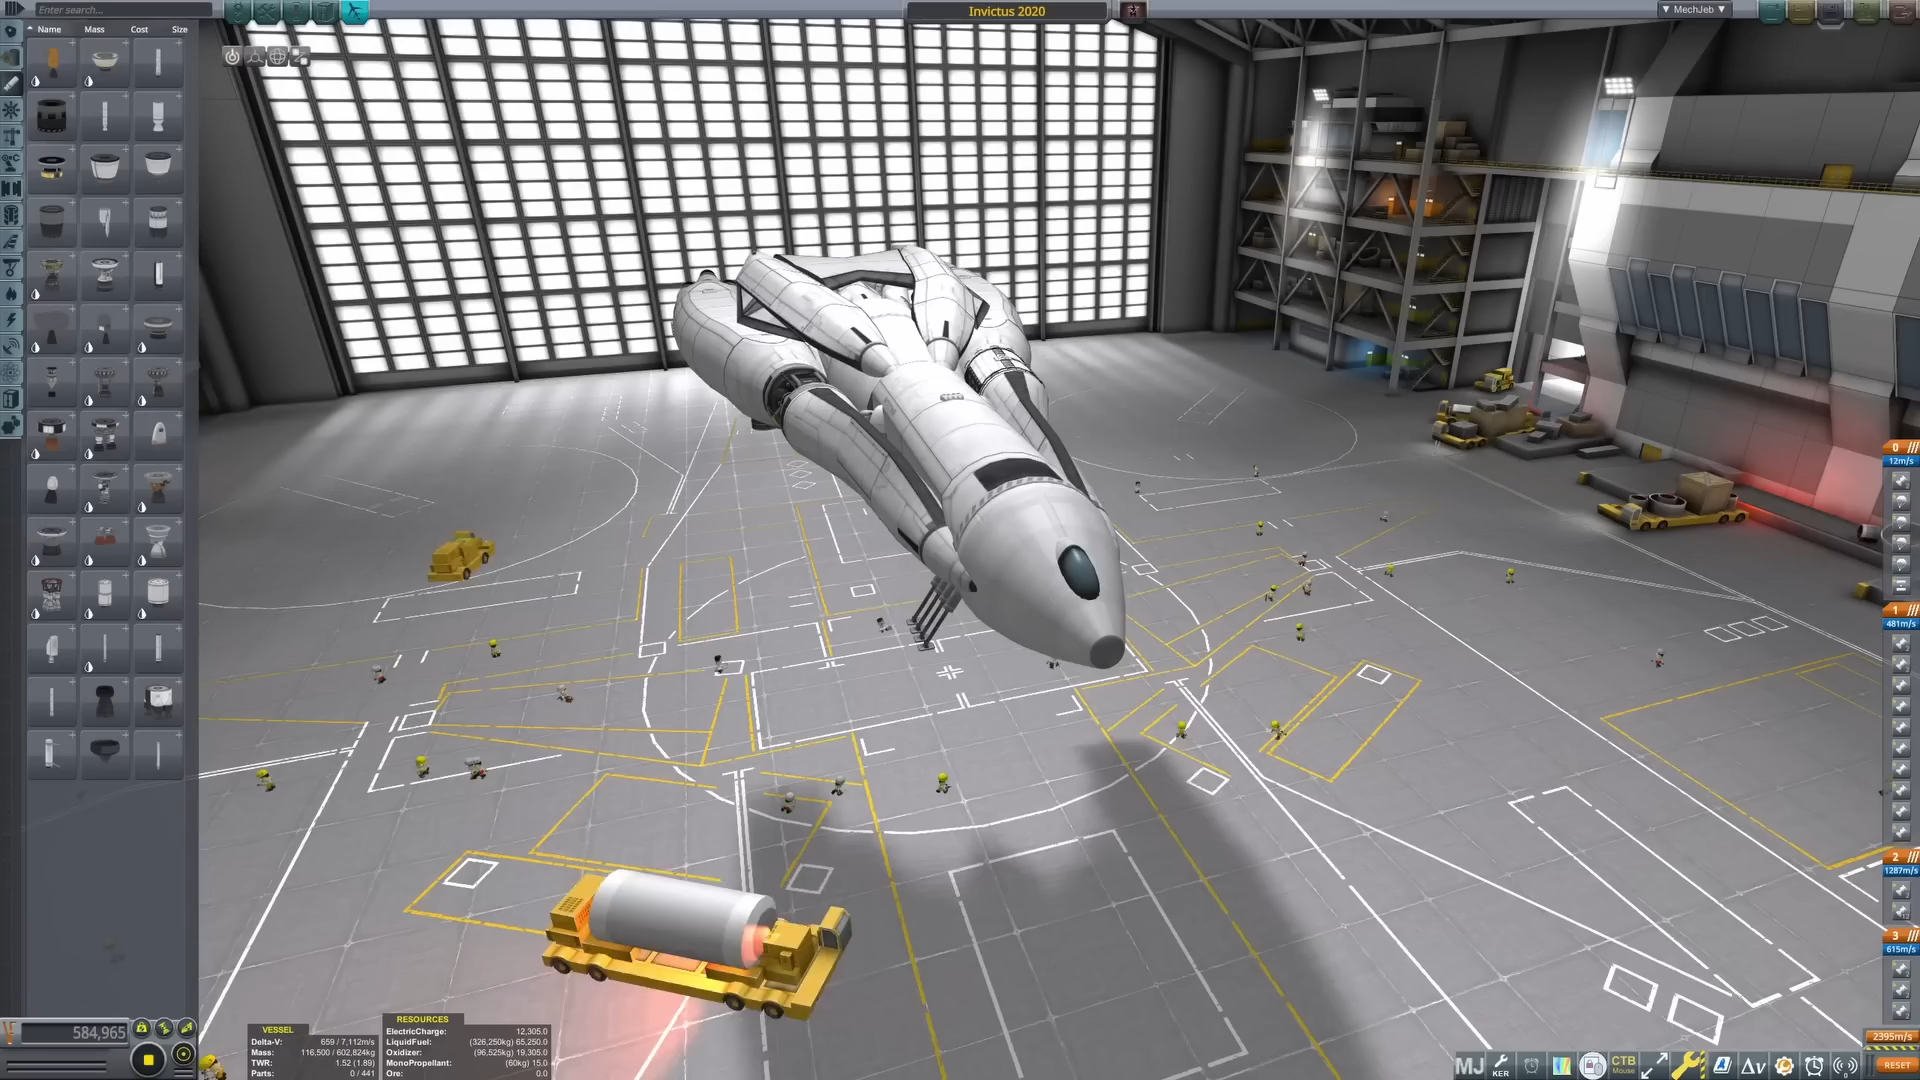 Enter search...
Invictus 2020
▼ MechJeb ▼
Name Mass Cost Size
0
12m/s
1
481m/s
2
1287m/s
3
615m/s
2395m/s
RESET
584,965
VESSEL
Delta-V: 659 / 7,112m/s
Mass: 116,500 / 602,824kg
TWR: 1.52 (1.89)
Parts: 0 / 441
RESOURCES
ElectricCharge: 12,305.0
LiquidFuel: (326,250kg) 65,250.0
Oxidizer: (96,525kg) 19,305.0
MonoPropellant: (60kg) 15.0
Ore: 0.0
MJ
KER
CTB
Mouse
Δv